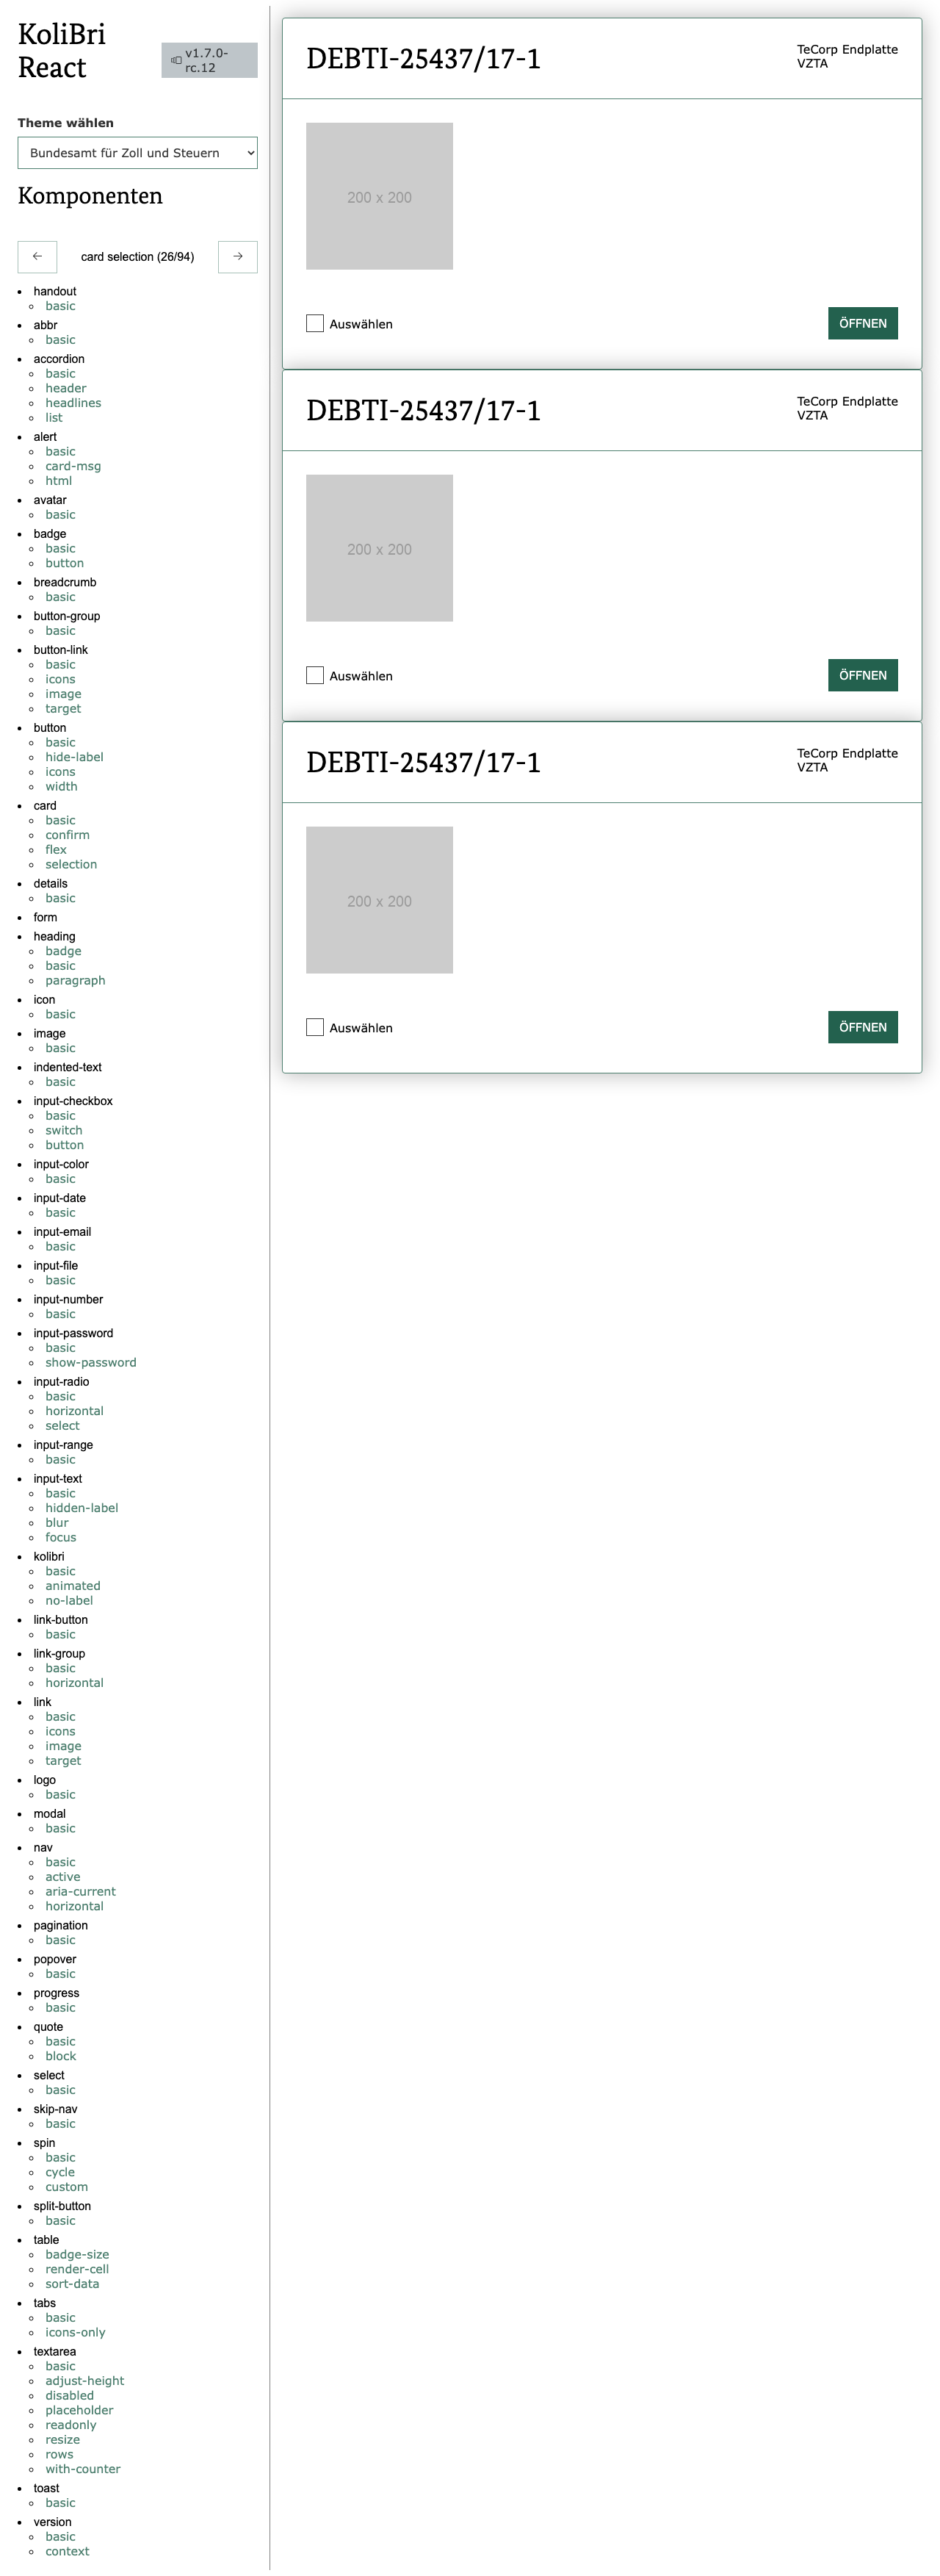 KoliBri
React
v1.7.0-
rc.12
Theme wählen
Bundesamt für Zoll und Steuern
Komponenten
← card selection (26/94) →
handout
basic
abbr
basic
accordion
basic
header
headlines
list
alert
basic
card-msg
html
avatar
basic
badge
basic
button
breadcrumb
basic
button-group
basic
button-link
basic
icons
image
target
button
basic
hide-label
icons
width
card
basic
confirm
flex
selection
details
basic
form
heading
badge
basic
paragraph
icon
basic
image
basic
indented-text
basic
input-checkbox
basic
switch
button
input-color
basic
input-date
basic
input-email
basic
input-file
basic
input-number
basic
input-password
basic
show-password
input-radio
basic
horizontal
select
input-range
basic
input-text
basic
hidden-label
blur
focus
kolibri
basic
animated
no-label
link-button
basic
link-group
basic
horizontal
link
basic
icons
image
target
logo
basic
modal
basic
nav
basic
active
aria-current
horizontal
pagination
basic
popover
basic
progress
basic
quote
basic
block
select
basic
skip-nav
basic
spin
basic
cycle
custom
split-button
basic
table
badge-size
render-cell
sort-data
tabs
basic
icons-only
textarea
basic
adjust-height
disabled
placeholder
readonly
resize
rows
with-counter
toast
basic
version
basic
context
DEBTI-25437/17-1
TeCorp Endplatte
VZTA
200 x 200
Auswählen
ÖFFNEN
DEBTI-25437/17-1
TeCorp Endplatte
VZTA
200 x 200
Auswählen
ÖFFNEN
DEBTI-25437/17-1
TeCorp Endplatte
VZTA
200 x 200
Auswählen
ÖFFNEN